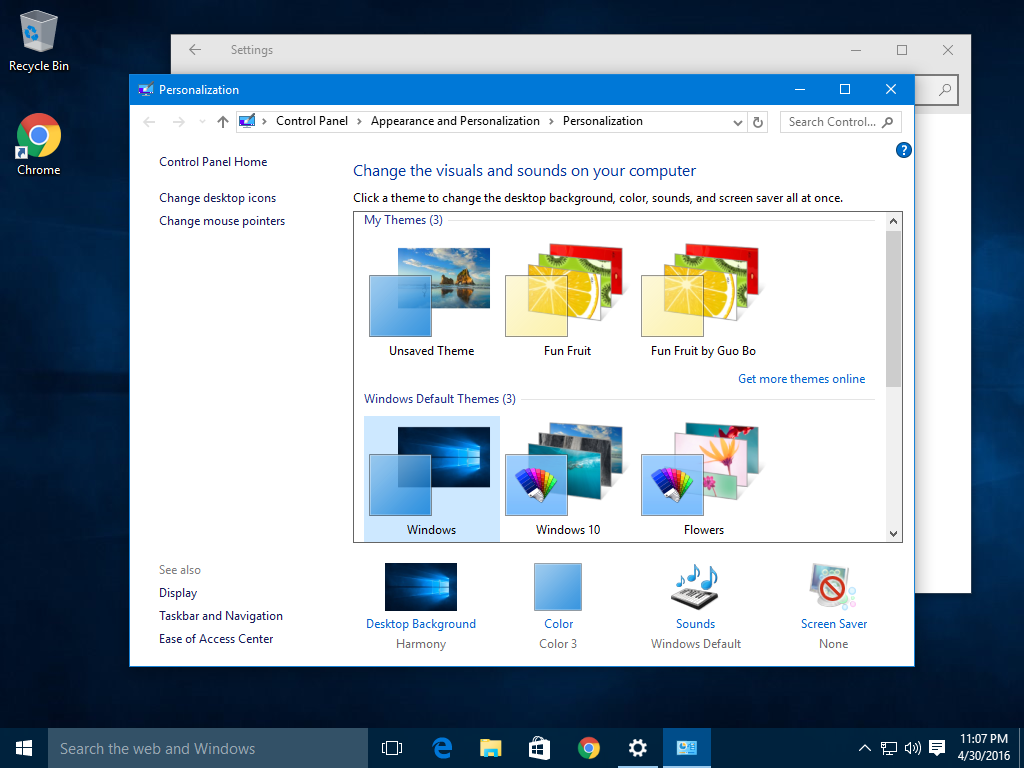 Recycle Bin
Chrome
Settings
Personalization
Control Panel > Appearance and Personalization > Personalization
Search Control...
?
Control Panel Home
Change desktop icons
Change mouse pointers
Change the visuals and sounds on your computer
Click a theme to change the desktop background, color, sounds, and screen saver all at once.
My Themes (3)
Unsaved Theme
Fun Fruit
Fun Fruit by Guo Bo
Get more themes online
Windows Default Themes (3)
Windows
Windows 10
Flowers
See also
Display
Taskbar and Navigation
Ease of Access Center
Desktop Background
Harmony
Color
Color 3
Sounds
Windows Default
Screen Saver
None
Search the web and Windows
11:07 PM
4/30/2016